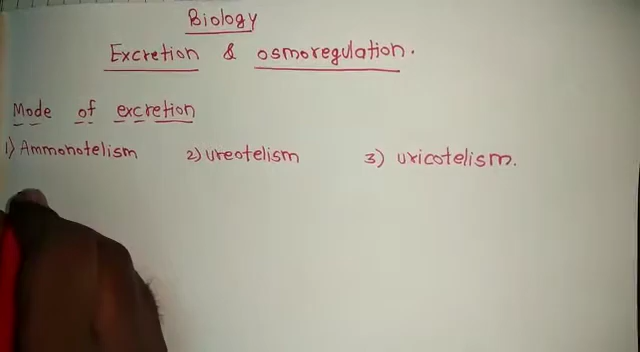 Biology
Excretion & osmoregulation.
Mode of excretion
1) Ammonotelism 2) ureotelism 3) uricotelism.